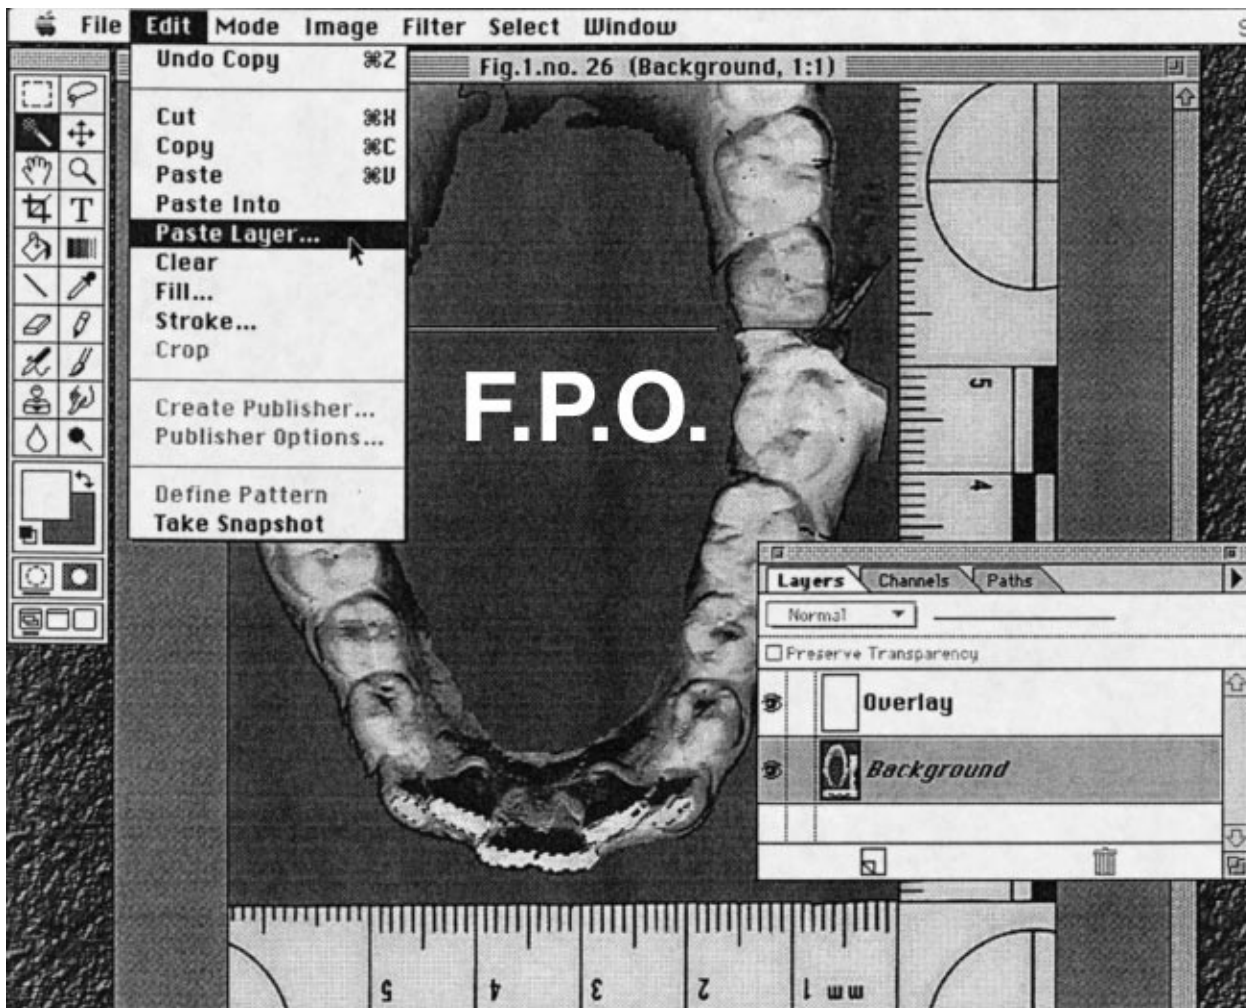 File Edit Mode Image Filter Select Window
Undo Copy ⌘Z
Fig.1.no. 26 (Background, 1:1)
Cut ⌘X
Copy ⌘C
Paste ⌘V
Paste Into
Paste Layer...
Clear
Fill...
Stroke...
Crop
Create Publisher...
Publisher Options...
Define Pattern
Take Snapshot
T
F.P.O.
5
4
Layers Channels Paths
Normal
Preserve Transparency
Overlay
Background
5 4 3 2 1 mm